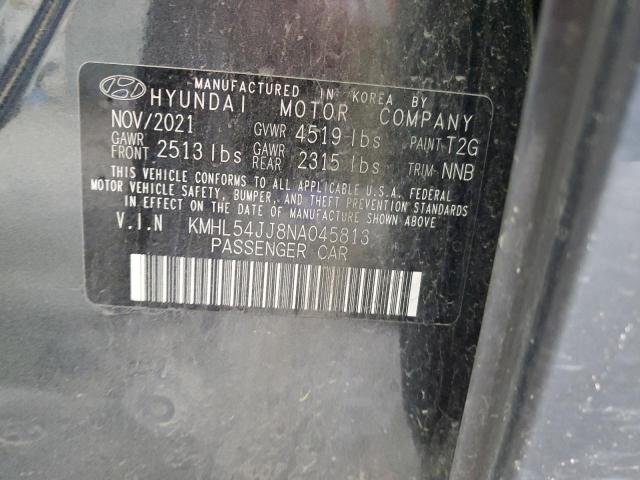 MANUFACTURED IN KOREA BY
HYUNDAI MOTOR COMPANY
NOV/2021 GVWR 4519 lbs PAINT T2G
GAWR FRONT 2513 lbs GAWR REAR 2315 lbs TRIM NNB
THIS VEHICLE CONFORMS TO ALL APPLICABLE U.S.A. FEDERAL
MOTOR VEHICLE SAFETY, BUMPER, AND THEFT PREVENTION STANDARDS
IN EFFECT ON THE DATE OF MANUFACTURE SHOWN ABOVE
V.I.N KMHL54JJ8NA045813
PASSENGER CAR